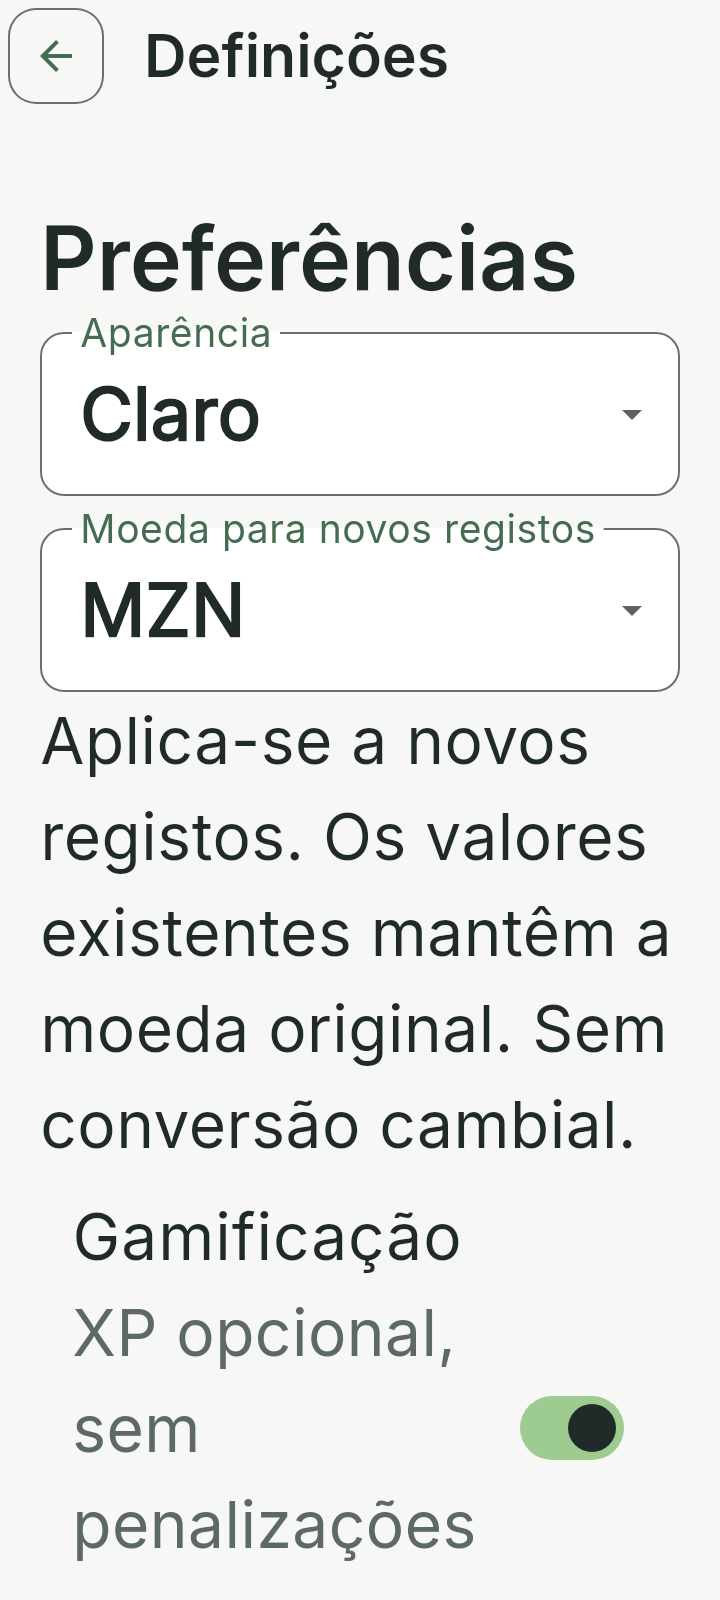 Definições
Preferências
Aparência
Claro
Moeda para novos registos
MZN
Aplica-se a novos
registos. Os valores
existentes mantêm a
moeda original. Sem
conversão cambial.
Gamificação
XP opcional,
sem
penalizações